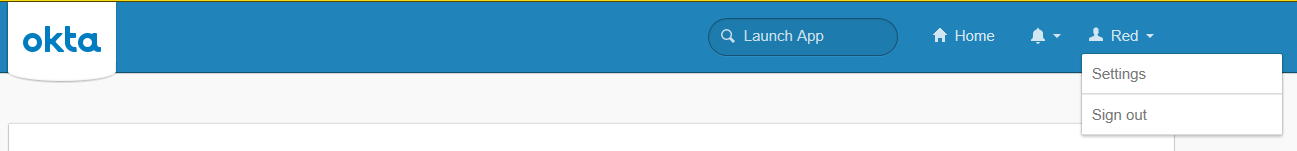 okta
Launch App
Home
Red
Settings
Sign out